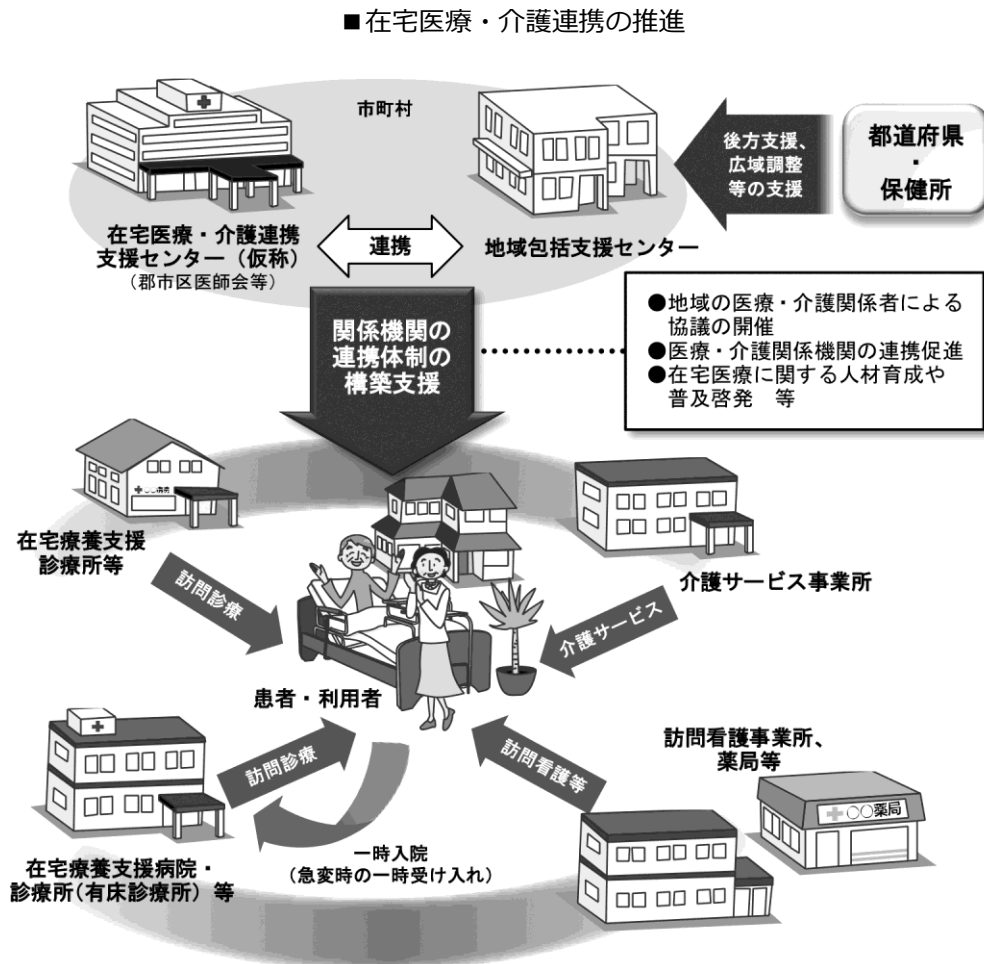 ■在宅医療・介護連携の推進
市町村
後方支援、
広域調整
等の支援
都道府県
・
保健所
在宅医療・介護連携
支援センター（仮称）
（郡市区医師会等）
連携
地域包括支援センター
関係機関の
連携体制の
構築支援
●地域の医療・介護関係者による
協議の開催
●医療・介護関係機関の連携促進
●在宅医療に関する人材育成や
普及啓発　等
在宅療養支援
診療所等
訪問診療
介護サービス事業所
介護サービス
患者・利用者
訪問診療
訪問看護等
訪問看護事業所、
薬局等
○○薬局
在宅療養支援病院・
診療所(有床診療所）等
一時入院
（急変時の一時受け入れ）